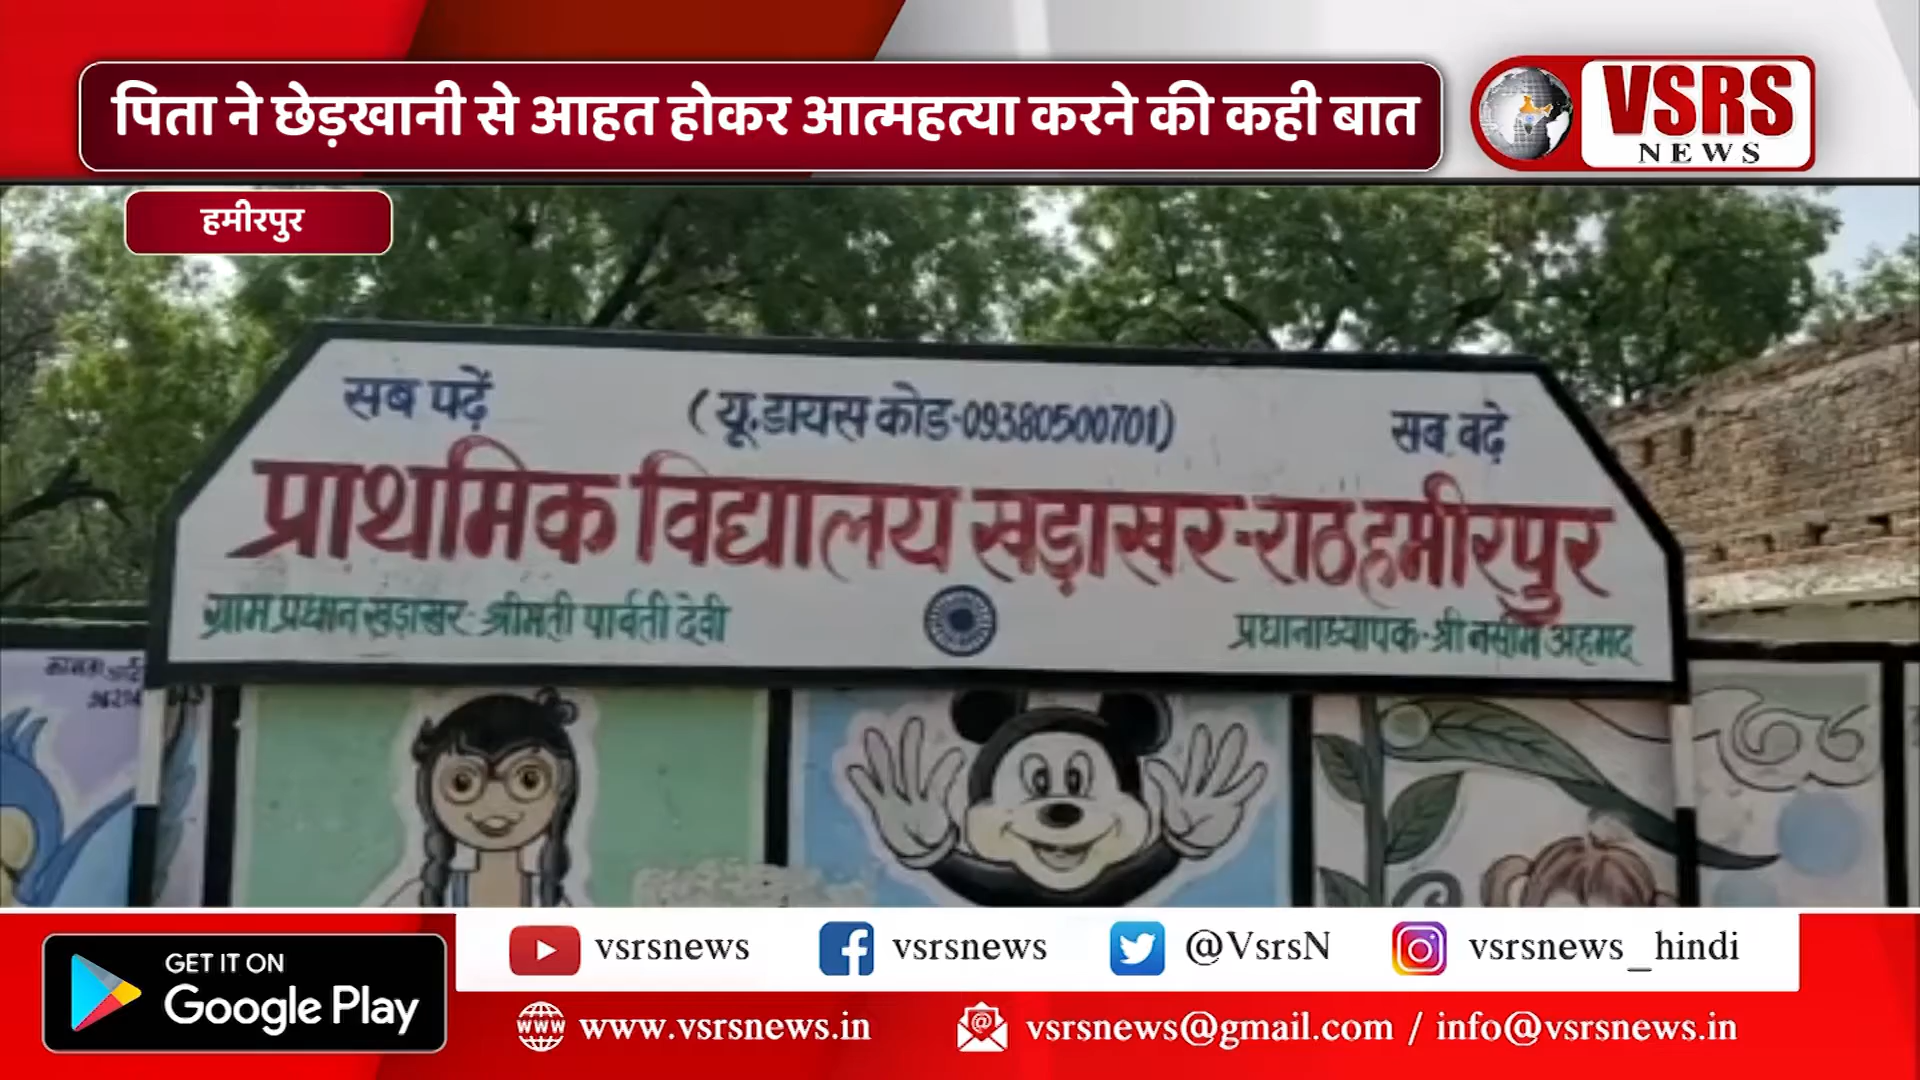 पिता ने छेड़खानी से आहत होकर आत्महत्या करने की कही बात
VSRS
NEWS
हमीरपुर
सब पढ़ें
(यू.डायस कोड-09380500701)
सब बढ़े
प्राथमिक विद्यालय खड़ाखर-राठ हमीरपुर
ग्राम प्रधान खड़ाखर-श्रीमती पार्वती देवी
प्रधानाध्यापक-श्री नसीम अहमद
GET IT ON
Google Play
vsrsnews
vsrsnews
@VsrsN
vsrsnews_hindi
www.vsrsnews.in
vsrsnews@gmail.com / info@vsrsnews.in